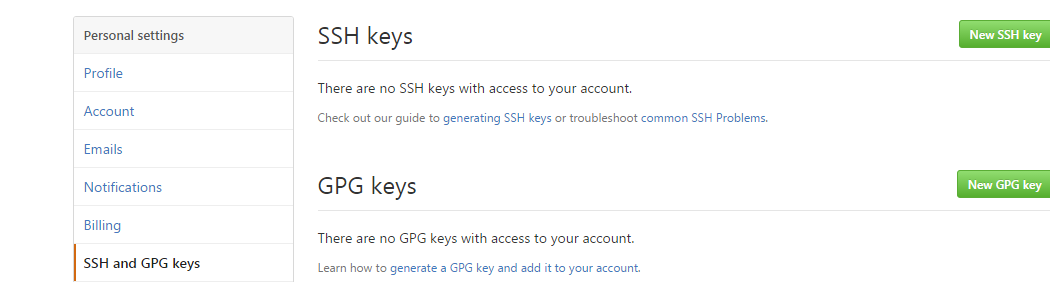 Personal settings
Profile
Account
Emails
Notifications
Billing
SSH and GPG keys
SSH keys
New SSH key
There are no SSH keys with access to your account.
Check out our guide to generating SSH keys or troubleshoot common SSH Problems.
GPG keys
New GPG key
There are no GPG keys with access to your account.
Learn how to generate a GPG key and add it to your account.